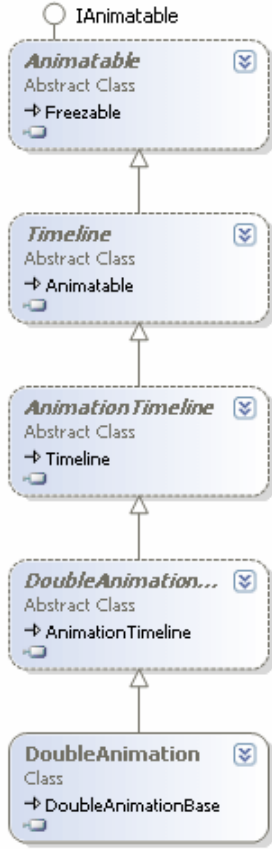 IAnimatable
Animatable
Abstract Class
Freezable
Timeline
Abstract Class
Animatable
AnimationTimeline
Abstract Class
Timeline
DoubleAnimation...
Abstract Class
AnimationTimeline
DoubleAnimation
Class
DoubleAnimationBase